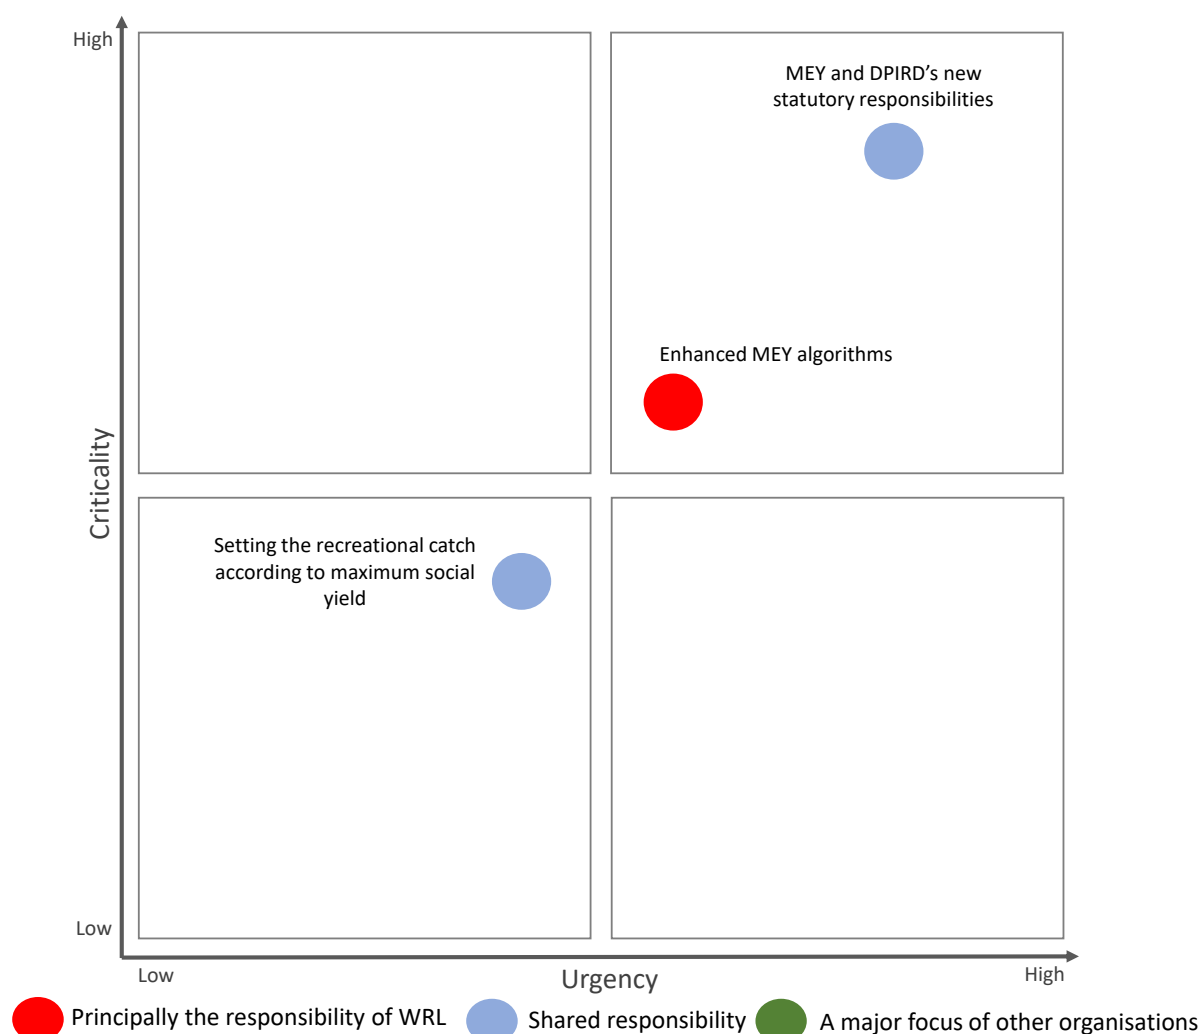 High
MEY and DPIRD’s new
statutory responsibilities
Enhanced MEY algorithms
Criticality
Setting the recreational catch
according to maximum social
yield
Low
Low
Urgency
High
Principally the responsibility of WRL
Shared responsibility
A major focus of other organisations